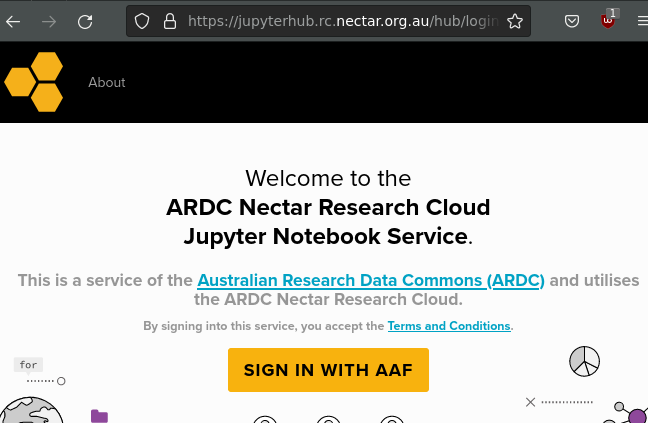 https://jupyterhub.rc.nectar.org.au/hub/login
1
About
Welcome to the
ARDC Nectar Research Cloud
Jupyter Notebook Service.
This is a service of the Australian Research Data Commons (ARDC) and utilises
the ARDC Nectar Research Cloud.
By signing into this service, you accept the Terms and Conditions.
SIGN IN WITH AAF
for